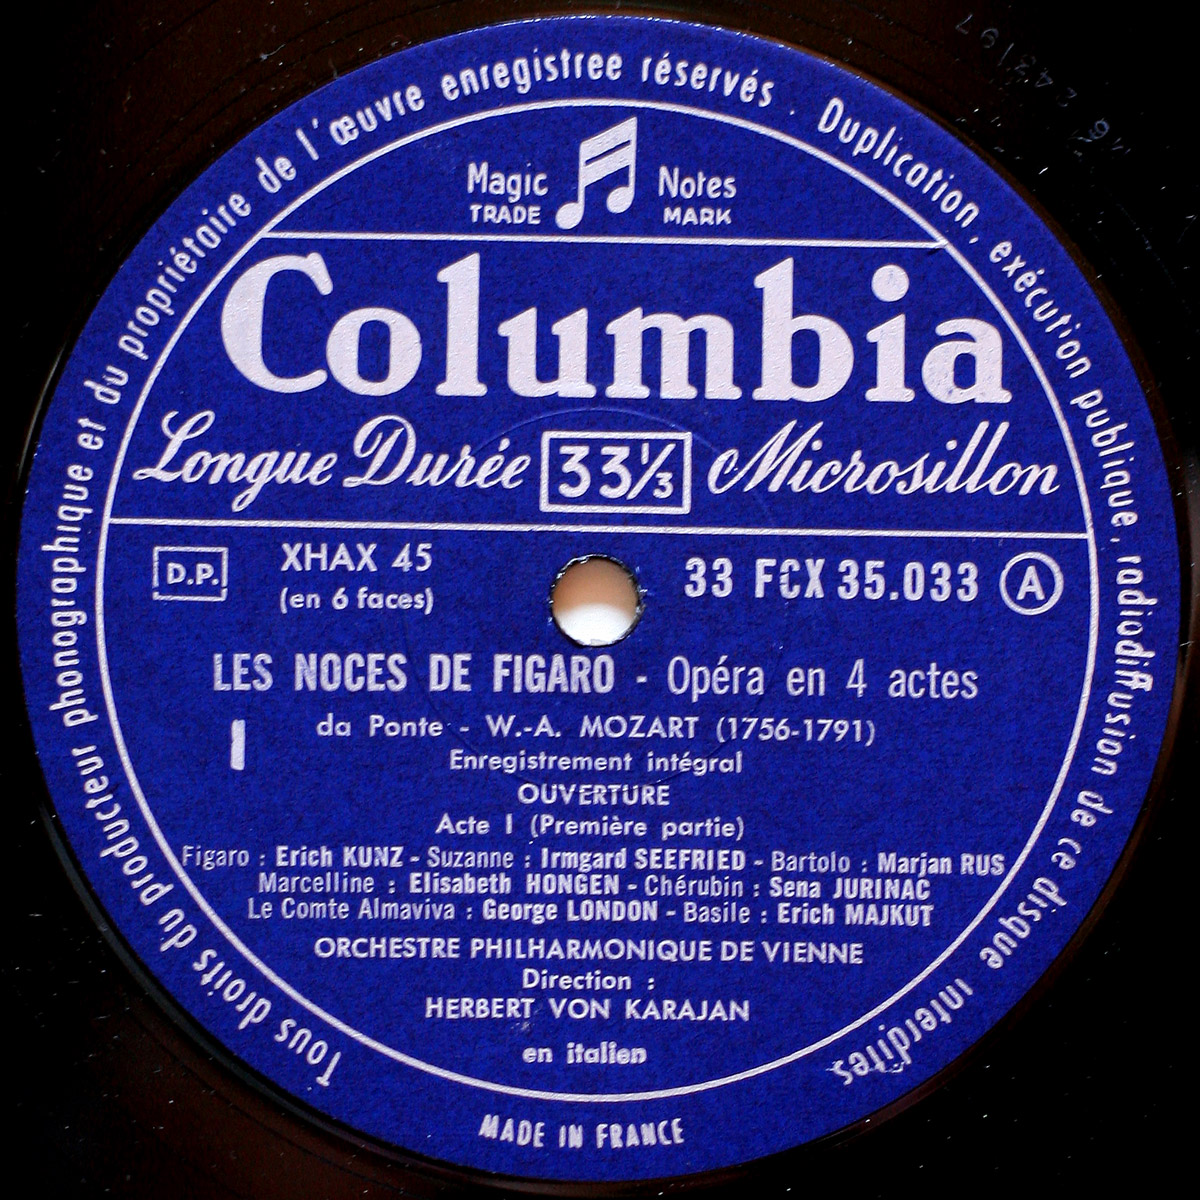 Tous droits du producteur phonographique et du propriétaire de l'œuvre enregistree réservés . Duplication, exécution publique, radiodiffusion de ce disque interdites
Magic Notes
TRADE MARK
Columbia
Longue Durée 33⅓ Microsillon
D.P. XHAX 45 33 FCX 35.033 A
(en 6 faces)
LES NOCES DE FIGARO - Opéra en 4 actes
I da Ponte - W.-A. MOZART (1756-1791)
Enregistrement intégral
OUVERTURE
Acte I (Première partie)
Figaro : Erich KUNZ - Suzanne : Irmgard SEEFRIED - Bartolo : Marjan RUS
Marcelline : Elisabeth HONGEN - Chérubin : Sena JURINAC
Le Comte Almaviva : George LONDON - Basile : Erich MAJKUT
ORCHESTRE PHILHARMONIQUE DE VIENNE
Direction :
HERBERT VON KARAJAN
en italien
MADE IN FRANCE